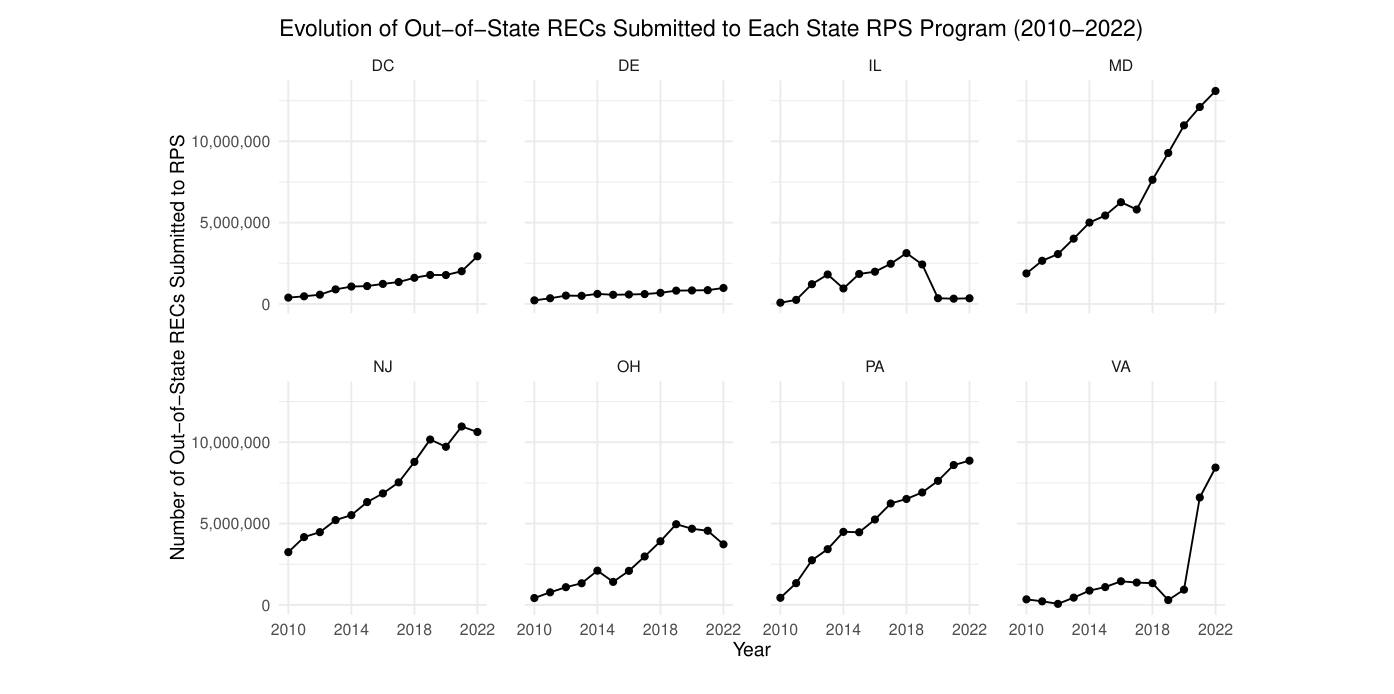 Evolution of Out−of−State RECs Submitted to Each State RPS Program (2010−2022)
DC DE IL MD
Number of Out−of−State RECs Submitted to RPS
10,000,000
5,000,000
0
NJ OH PA VA
10,000,000
5,000,000
0
2010 2014 2018 2022 2010 2014 2018 2022 2010 2014 2018 2022 2010 2014 2018 2022
Year